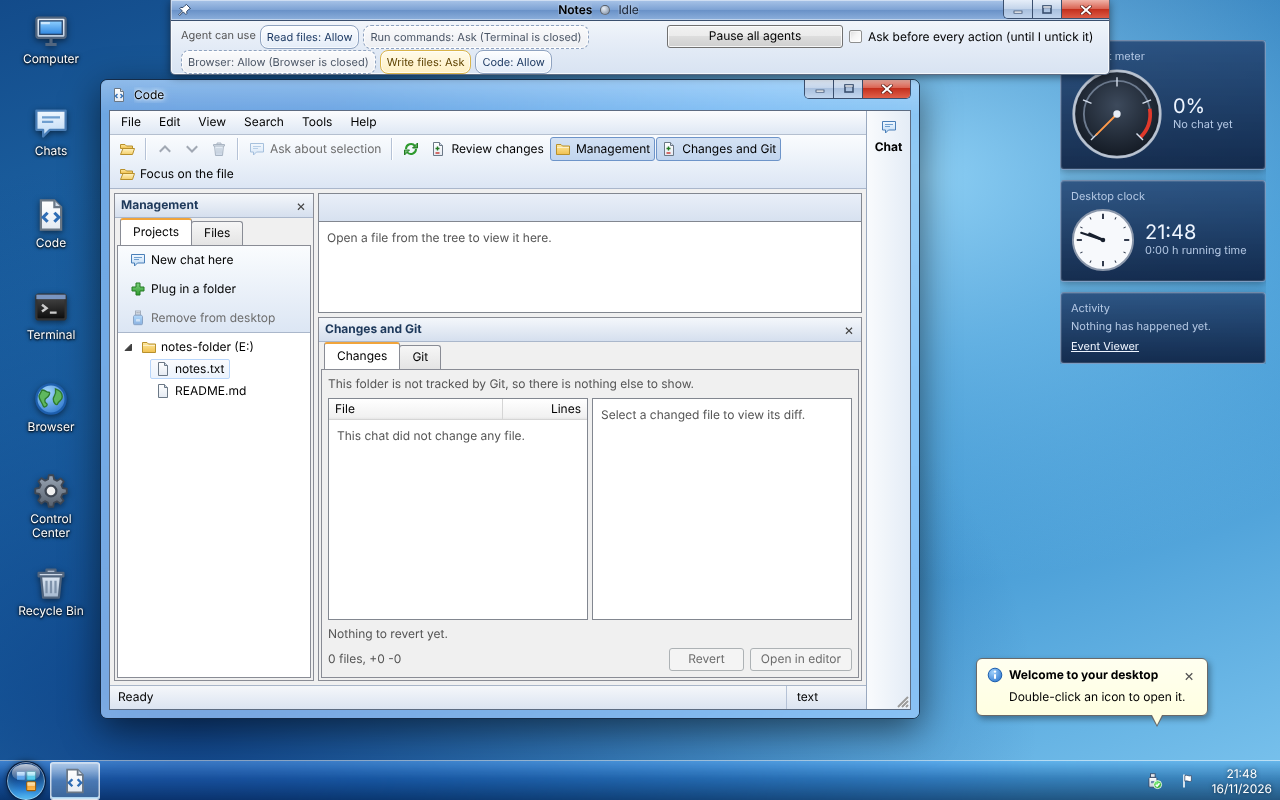 Notes Idle
Agent can use Read files: Allow Run commands: Ask (Terminal is closed)
Browser: Allow (Browser is closed) Write files: Ask Code: Allow
Pause all agents Ask before every action (until I untick it)
Computer
Chats
Code
Terminal
Browser
Control
Center
Recycle Bin
Code
File Edit View Search Tools Help
Ask about selection Review changes Management Changes and Git
Focus on the file
Chat
Management
Projects Files
New chat here
Plug in a folder
Remove from desktop
notes-folder (E:)
notes.txt
README.md
Open a file from the tree to view it here.
Changes and Git
Changes Git
This folder is not tracked by Git, so there is nothing else to show.
File Lines
This chat did not change any file.
Select a changed file to view its diff.
Nothing to revert yet.
0 files, +0 -0 Revert Open in editor
Ready text
meter
0%
No chat yet
Desktop clock
21:48
0:00 h running time
Activity
Nothing has happened yet.
Event Viewer
Welcome to your desktop
Double-click an icon to open it.
21:48
16/11/2026